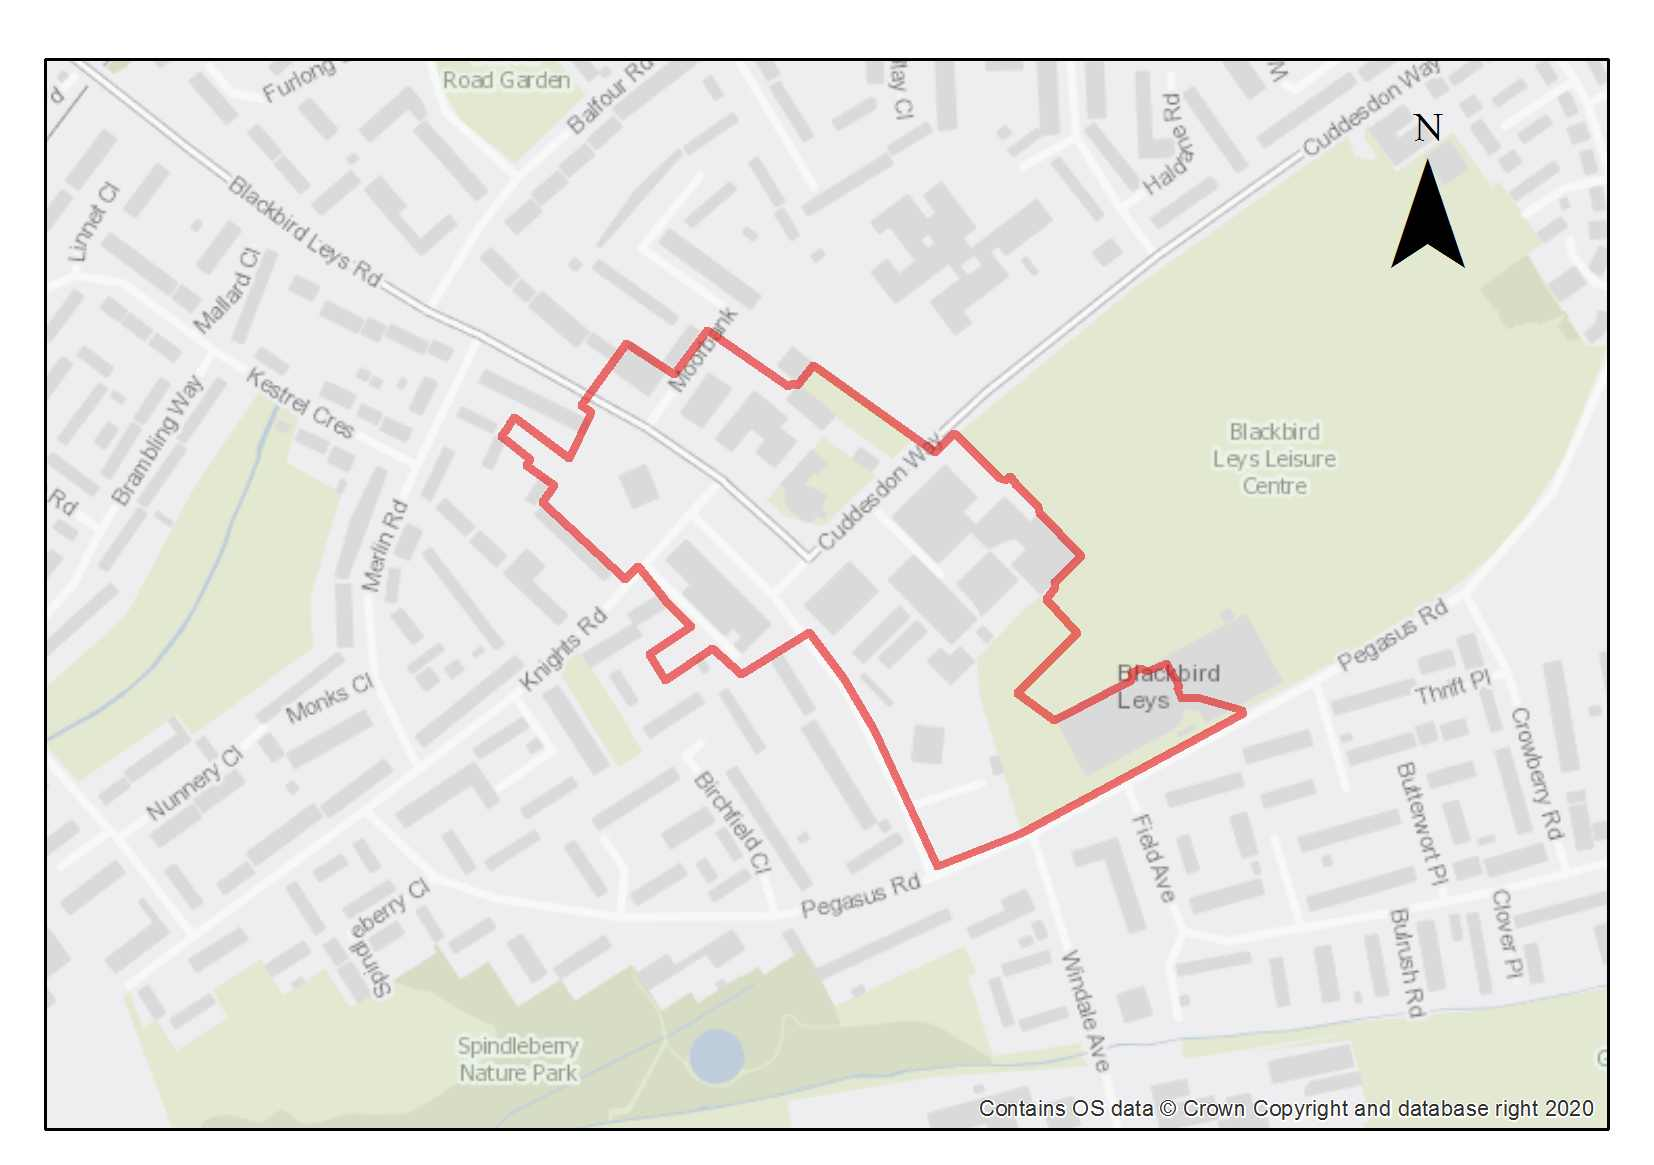 Furlong
Road Garden
Balfour Rd
lay Cl
Haldane Rd
W
Cuddesdon Way
N
d
Linnet Cl
Blackbird Leys Rd
Mallard Cl
Moorbank
Kestrel Cres
Brambling Way
Rd
Merlin Rd
Cuddesdon Way
Blackbird
Leys Leisure
Centre
Knights Rd
Pegasus Rd
Blackbird
Leys
Thrift Pl
Monks Cl
Nunnery Cl
Birchfield Cl
Crowberry Rd
Butterwort Pl
Field Ave
Pegasus Rd
Spindleberry Cl
Bulrush Rd
Clover Pl
Windale Ave
Spindleberry
Nature Park
G
Contains OS data © Crown Copyright and database right 2020